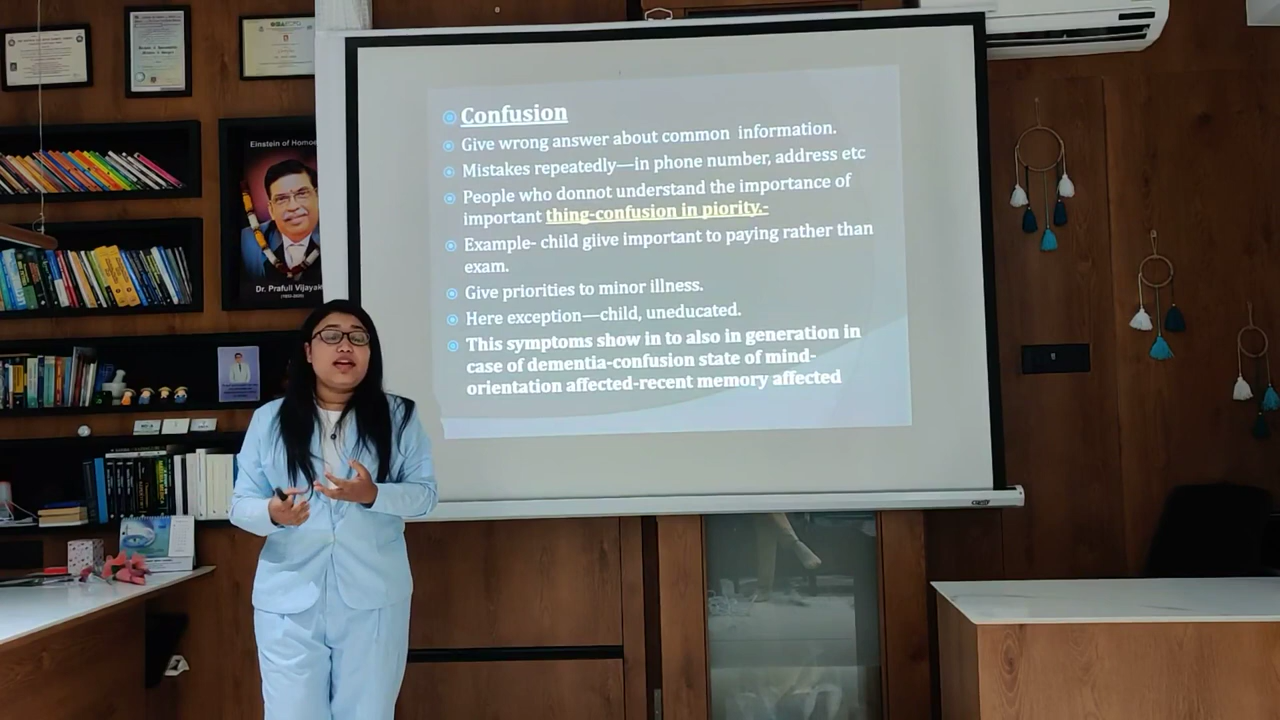 Confusion
Give wrong answer about common information.
Mistakes repeatedly—in phone number, address etc
People who donnot understand the importance of
important thing-confusion in piority.-
Example- child giive important to paying rather than
exam.
Give priorities to minor illness.
Here exception—child, uneducated.
This symptoms show in to also in generation in
case of dementia-confusion state of mind-
orientation affected-recent memory affected
Einstein of Homoe
Dr. Prafull Vijayak